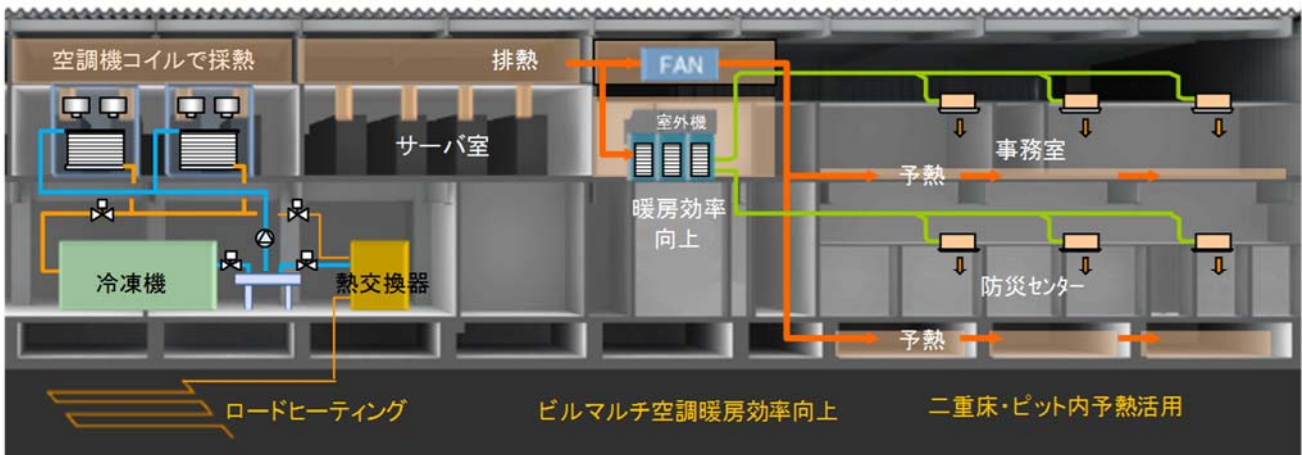 空調機コイルで採熱
排熱
FAN
室外機
サーバ室
事務室
予熱
暖房効率
向上
冷凍機
熱交換器
防災センター
予熱
ロードヒーティング
ビルマルチ空調暖房効率向上
二重床・ピット内予熱活用